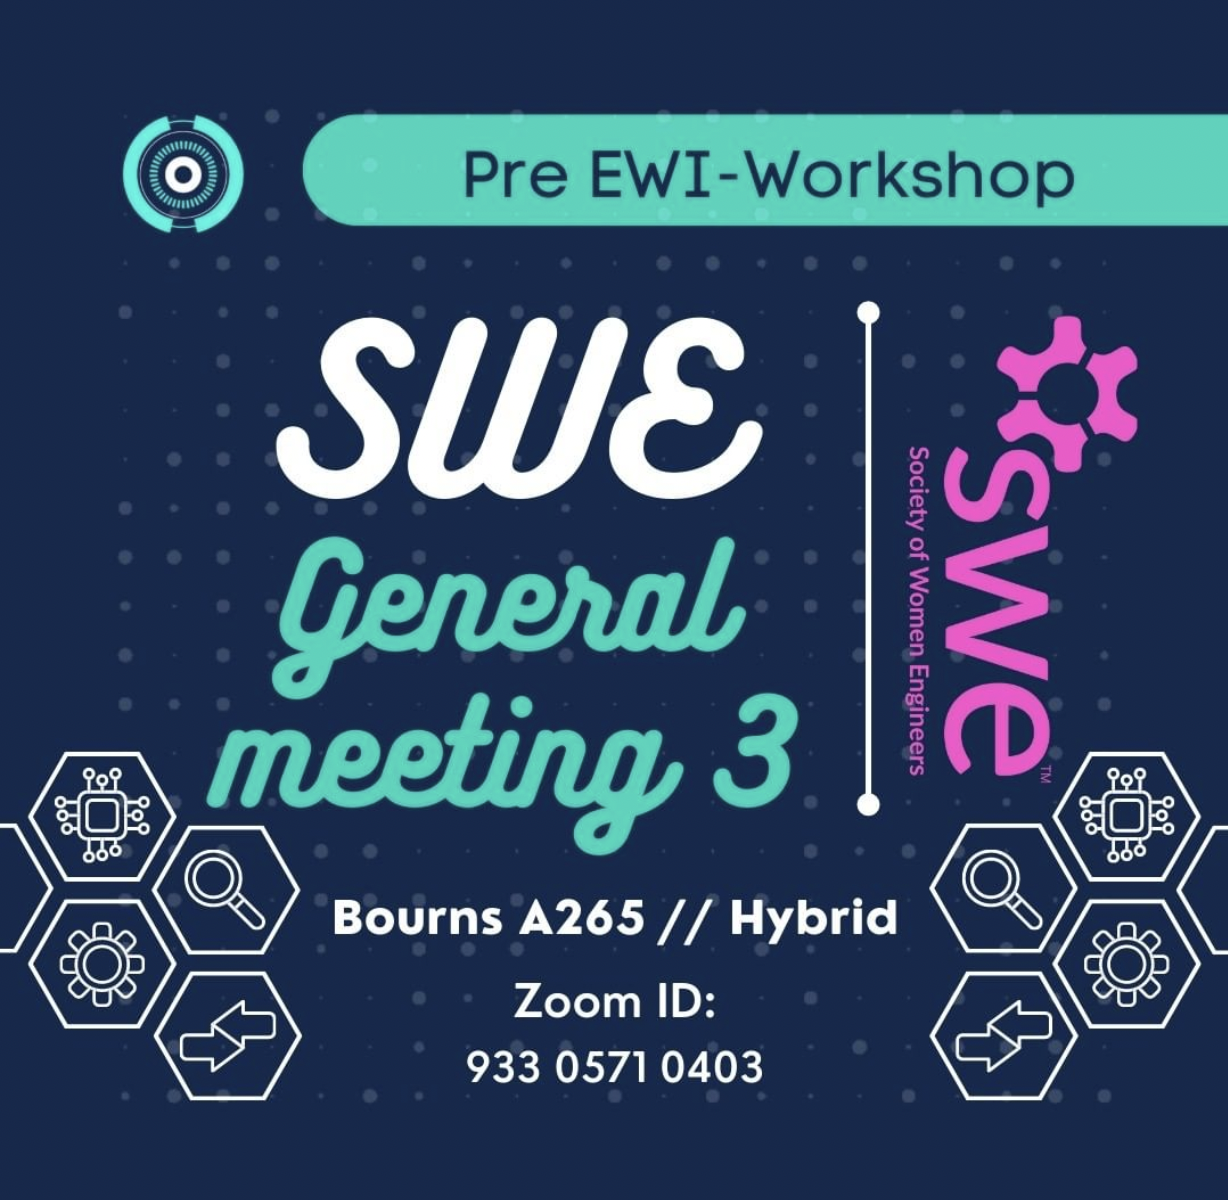 Pre EWI-Workshop
SWE
General
meeting 3
swe
Society of Women Engineers
TM
Bourns A265 // Hybrid
Zoom ID:
933 0571 0403